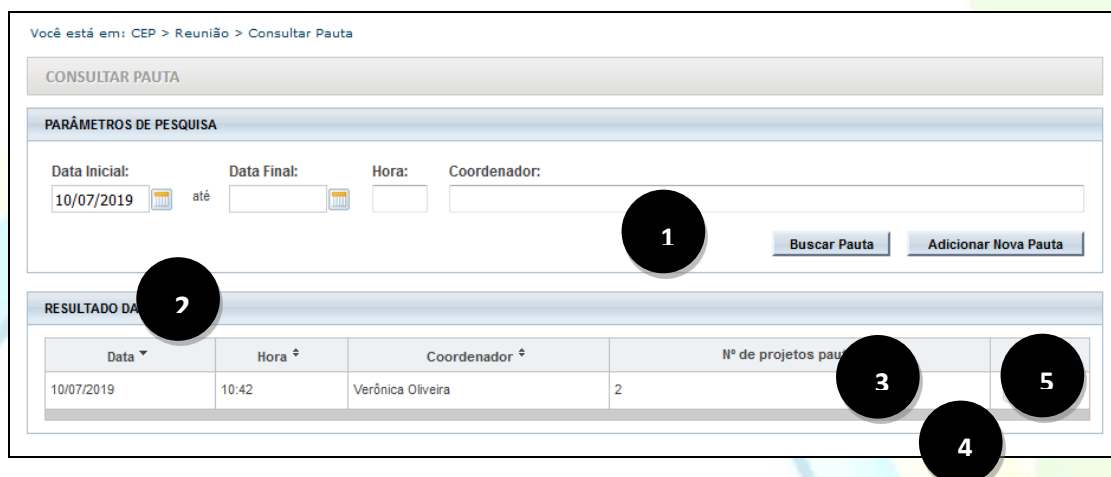 Você está em: CEP > Reunião > Consultar Pauta
CONSULTAR PAUTA
PARÂMETROS DE PESQUISA
Data Inicial: Data Final: Hora: Coordenador:
10/07/2019 até
1
Buscar Pauta Adicionar Nova Pauta
2
RESULTADO
Data Hora Coordenador Nº de projetos
10/07/2019 10:42 Verônica Oliveira 2
3
5
4